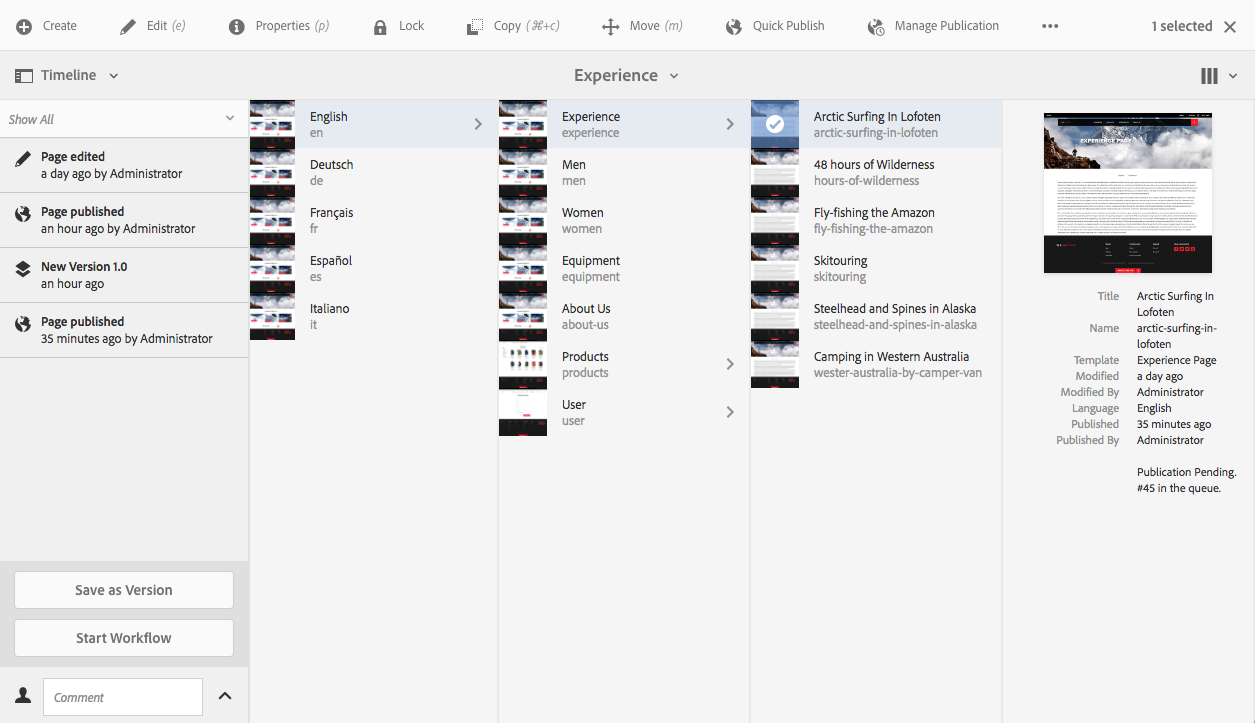 Create
Edit (e)
Properties (p)
Lock
Copy (⌘+c)
Move (m)
Quick Publish
Manage Publication
1 selected
Timeline
Experience
Show All
Page edited
a day ago by Administrator
Page published
an hour ago by Administrator
New Version 1.0
an hour ago
Page published
35 minutes ago by Administrator
Save as Version
Start Workflow
Comment
English
en
Deutsch
de
Français
fr
Español
es
Italiano
it
Experience
experience
Men
men
Women
women
Equipment
equipment
About Us
about-us
Products
products
User
user
Arctic Surfing In Lofoten
arctic-surfing-in-lofoten
48 hours of Wilderness
hours-of-wilderness
Fly-fishing the Amazon
fly-fishing-the-amazon
Skitouring
skitouring
Steelhead and Spines in Alaska
steelhead-and-spines-in-alaska
Camping in Western Australia
wester-australia-by-camper-van
EXPERIENCE PAGE
Title Arctic Surfing In
Lofoten
Name arctic-surfing-in-
lofoten
Template Experience Page
Modified a day ago
Modified By Administrator
Language English
Published 35 minutes ago
Published By Administrator
Publication Pending.
#45 in the queue.